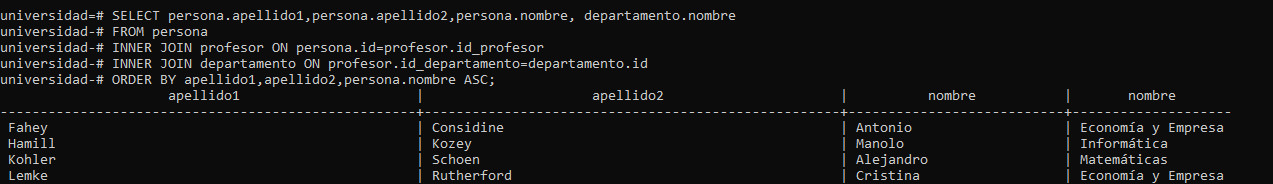 universidad=# SELECT persona.apellido1,persona.apellido2,persona.nombre, departamento.nombre
universidad-# FROM persona
universidad-# INNER JOIN profesor ON persona.id=profesor.id_profesor
universidad-# INNER JOIN departamento ON profesor.id_departamento=departamento.id
universidad-# ORDER BY apellido1,apellido2,persona.nombre ASC;
apellido1 | apellido2 | nombre | nombre
Fahey | Considine | Antonio | Economía y Empresa
Hamill | Kozey | Manolo | Informática
Kohler | Schoen | Alejandro | Matemáticas
Lemke | Rutherford | Cristina | Economía y Empresa